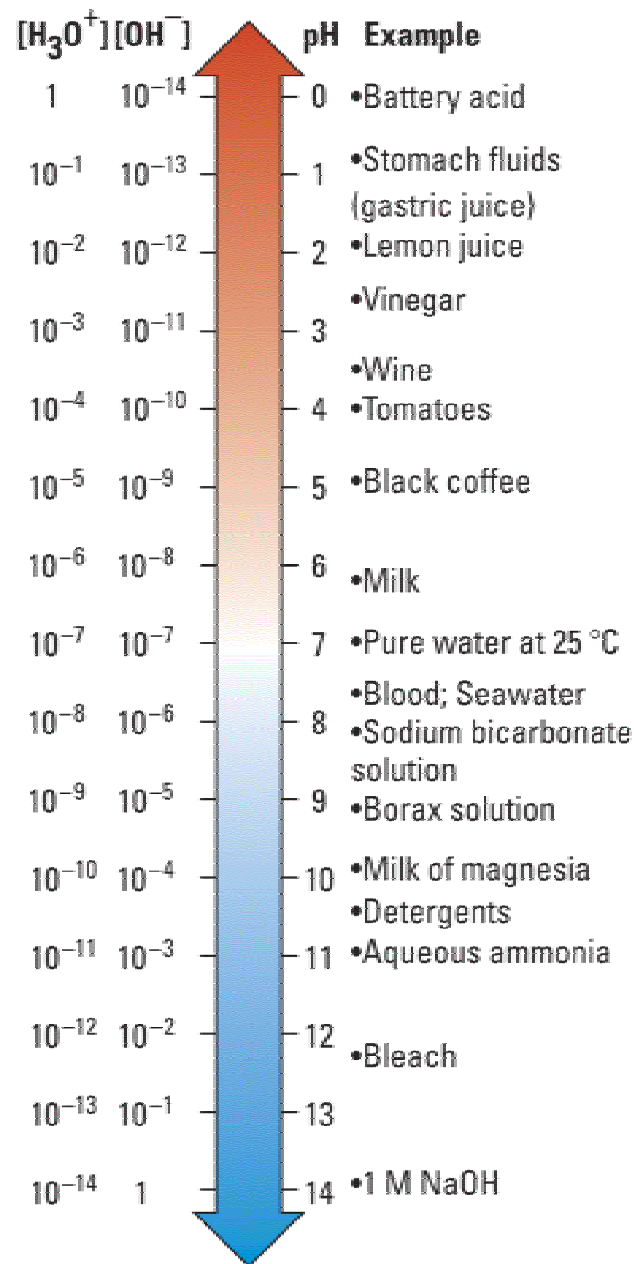 [H₃O⁺] [OH⁻] pH Example
1 10⁻¹⁴ 0 •Battery acid
10⁻¹ 10⁻¹³ 1 •Stomach fluids
(gastric juice)
10⁻² 10⁻¹² 2 •Lemon juice
•Vinegar
10⁻³ 10⁻¹¹ 3
•Wine
10⁻⁴ 10⁻¹⁰ 4 •Tomatoes
10⁻⁵ 10⁻⁹ 5 •Black coffee
10⁻⁶ 10⁻⁸ 6
•Milk
10⁻⁷ 10⁻⁷ 7 •Pure water at 25 °C
•Blood; Seawater
10⁻⁸ 10⁻⁶ 8 •Sodium bicarbonate
solution
10⁻⁹ 10⁻⁵ 9 •Borax solution
10⁻¹⁰ 10⁻⁴ 10 •Milk of magnesia
•Detergents
10⁻¹¹ 10⁻³ 11 •Aqueous ammonia
10⁻¹² 10⁻² 12
•Bleach
10⁻¹³ 10⁻¹ 13
10⁻¹⁴ 1 14 •1 M NaOH